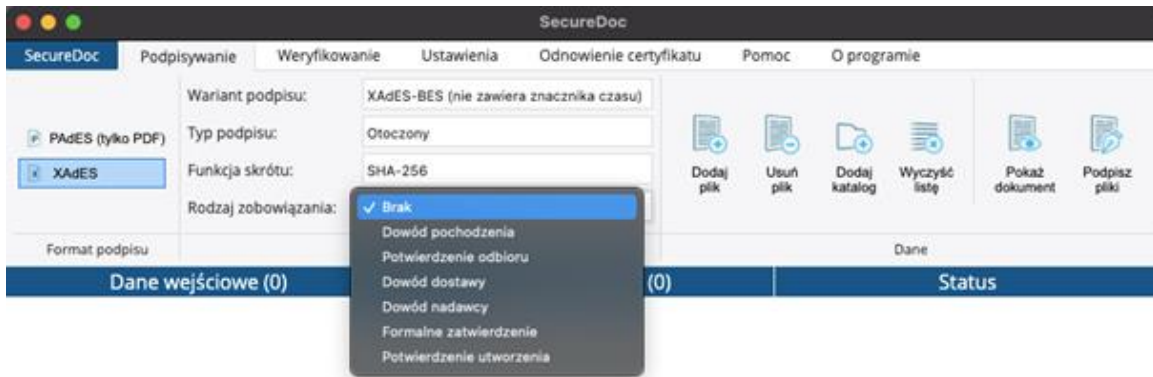 SecureDoc
SecureDoc Podpisywanie Weryfikowanie Ustawienia Odnowienie certyfikatu Pomoc O programie
PAdES (tylko PDF)
XAdES
Format podpisu
Wariant podpisu: XAdES-BES (nie zawiera znacznika czasu)
Typ podpisu: Otoczony
Funkcja skrótu: SHA-256
Rodzaj zobowiązania:
✓ Brak
Dowód pochodzenia
Potwierdzenie odbioru
Dowód dostawy
Dowód nadawcy
Formalne zatwierdzenie
Potwierdzenie utworzenia
Dodaj
plik
Usuń
plik
Dodaj
katalog
Wyczyść
listę
Pokaż
dokument
Podpisz
pliki
Dane
Dane wejściowe (0) (0) Status